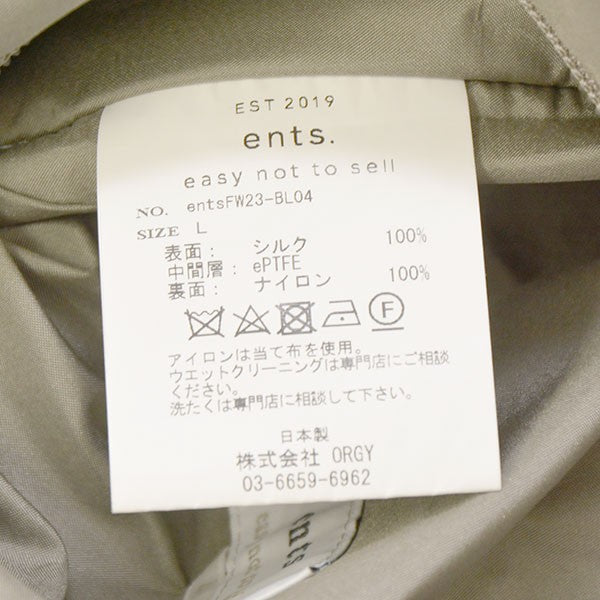 EST 2019
ents.
easy not to sell
NO. entsFW23-BL04
SIZE L
表面： シルク 100%
中間層： ePTFE
裏面： ナイロン 100%
F
アイロンは当て布を使用。
ウエットクリーニングは専門店にご相談
ください。
洗たくは専門店に相談して下さい。
日本製
株式会社 ORGY
03-6659-6962
ents